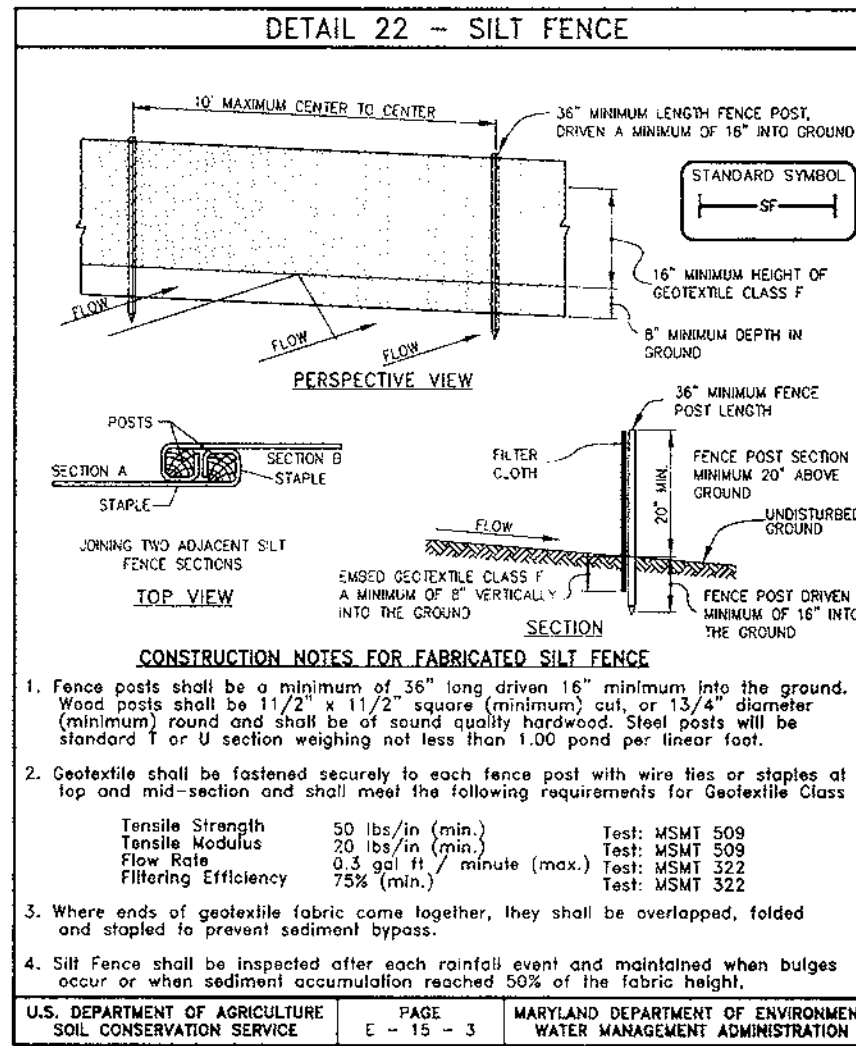 DETAIL 22 - SILT FENCE
10' MAXIMUM CENTER TO CENTER
36" MINIMUM LENGTH FENCE POST,
DRIVEN A MINIMUM OF 16" INTO GROUND
STANDARD SYMBOL
SF
16" MINIMUM HEIGHT OF
GEOTEXTILE CLASS F
8" MINIMUM DEPTH IN
GROUND
FLOW
FLOW
FLOW
PERSPECTIVE VIEW
POSTS
SECTION A
SECTION B
STAPLE
STAPLE
JOINING TWO ADJACENT SILT
FENCE SECTIONS
TOP VIEW
36" MINIMUM FENCE
POST LENGTH
FILTER
CLOTH
20" MIN.
FENCE POST SECTION
MINIMUM 20" ABOVE
GROUND
UNDISTURBED
GROUND
FLOW
EMBED GEOTEXTILE CLASS F
A MINIMUM OF 8" VERTICALLY
INTO THE GROUND
FENCE POST DRIVEN
MINIMUM OF 16" INTO
THE GROUND
SECTION
CONSTRUCTION NOTES FOR FABRICATED SILT FENCE
1. Fence posts shall be a minimum of 36" long driven 16" minimum into the ground.
Wood posts shall be 11/2" x 11/2" square (minimum) cut, or 13/4" diameter
(minimum) round and shall be of sound quality hardwood. Steel posts will be
standard T or U section weighing not less than 1.00 pond per linear foot.
2. Geotextile shall be fastened securely to each fence post with wire ties or staples at
top and mid-section and shall meet the following requirements for Geotextile Class
Tensile Strength 50 lbs/in (min.) Test: MSMT 509
Tensile Modulus 20 lbs/in (min.) Test: MSMT 509
Flow Rate 0.3 gal ft / minute (max.) Test: MSMT 322
Filtering Efficiency 75% (min.) Test: MSMT 322
3. Where ends of geotextile fabric come together, they shall be overlapped, folded
and stapled to prevent sediment bypass.
4. Silt Fence shall be inspected after each rainfall event and maintained when bulges
occur or when sediment accumulation reached 50% of the fabric height.
U.S. DEPARTMENT OF AGRICULTURE
SOIL CONSERVATION SERVICE
PAGE
E - 15 - 3
MARYLAND DEPARTMENT OF ENVIRONMEN
WATER MANAGEMENT ADMINISTRATION